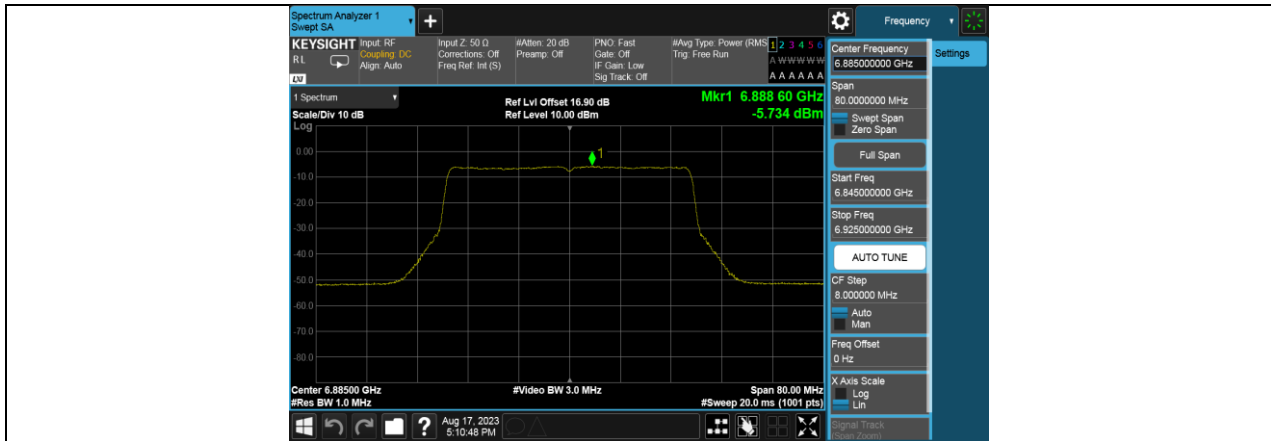 Spectrum Analyzer 1
Swept SA
Frequency
KEYSIGHT
RL
LXI
Input: RF
Coupling: DC
Align: Auto
Input Z: 50 Ω
Corrections: Off
Freq Ref: Int (S)
#Atten: 20 dB
Preamp: Off
PNO: Fast
Gate: Off
IF Gain: Low
Sig Track: Off
#Avg Type: Power (RMS
Trig: Free Run
1 2 3 4 5 6
A W W W W W
A A A A A A
1 Spectrum
Scale/Div 10 dB
Log
Ref Lvl Offset 16.90 dB
Ref Level 10.00 dBm
Mkr1 6.888 60 GHz
-5.734 dBm
1
0.00
-10.0
-20.0
-30.0
-40.0
-50.0
-60.0
-70.0
-80.0
Center 6.88500 GHz
#Res BW 1.0 MHz
#Video BW 3.0 MHz
Span 80.00 MHz
#Sweep 20.0 ms (1001 pts)
Aug 17, 2023
5:10:48 PM
Center Frequency
6.885000000 GHz
Settings
Span
80.0000000 MHz
Swept Span
Zero Span
Full Span
Start Freq
6.845000000 GHz
Stop Freq
6.925000000 GHz
AUTO TUNE
CF Step
8.000000 MHz
Auto
Man
Freq Offset
0 Hz
X Axis Scale
Log
Lin
Signal Track
(Span Zoom)